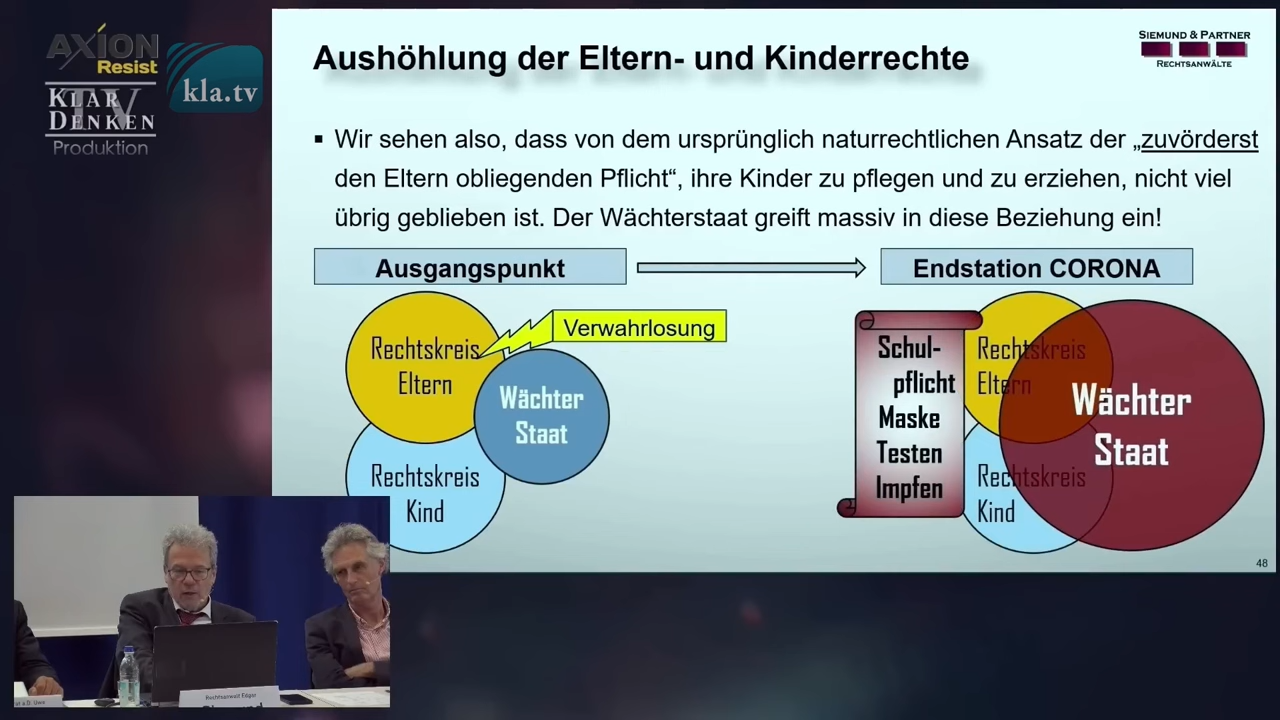 AXION
Resist
KLAR
TV
DENKEN
Produktion
kla.tv
Aushöhlung der Eltern- und Kinderrechte
SIEMUND & PARTNER
RECHTSANWÄLTE
▪ Wir sehen also, dass von dem ursprünglich naturrechtlichen Ansatz der „zuvörderst
den Eltern obliegenden Pflicht“, ihre Kinder zu pflegen und zu erziehen, nicht viel
übrig geblieben ist. Der Wächterstaat greift massiv in diese Beziehung ein!
Ausgangspunkt
Endstation CORONA
Verwahrlosung
Rechtskreis
Eltern
Wächter
Staat
Rechtskreis
Kind
Schul-
pflicht
Maske
Testen
Impfen
Rechtskreis
Eltern
Wächter
Staat
Rechtskreis
Kind
48
a.D. Uwe
Rechtsanwalt Edgar